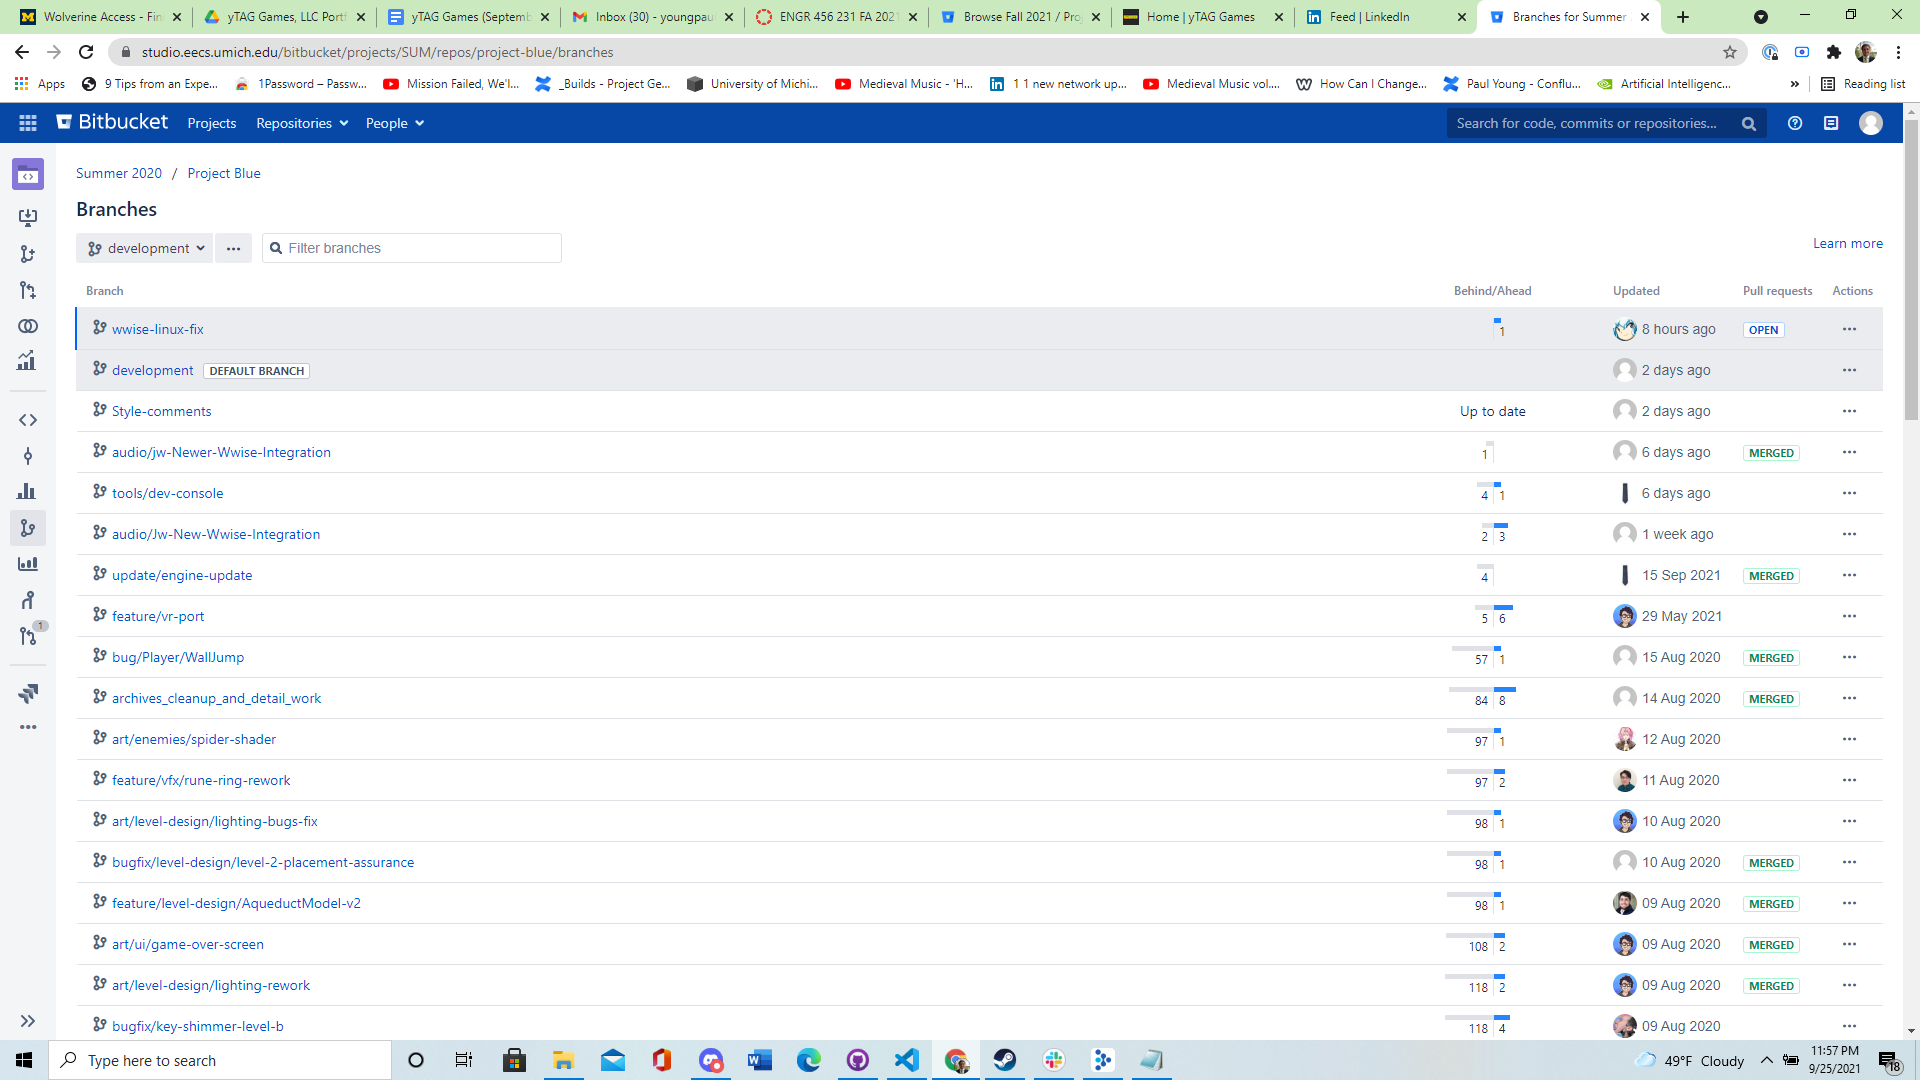 Wolverine Access - Fin
yTAG Games, LLC Portf
yTAG Games (Septemb
Inbox (30) - youngpau
ENGR 456 231 FA 2021
Browse Fall 2021 / Pro
Home | yTAG Games
Feed | LinkedIn
Branches for Summer
studio.eecs.umich.edu/bitbucket/projects/SUM/repos/project-blue/branches
Apps
9 Tips from an Expe...
1Password – Passw...
Mission Failed, We'l...
_Builds - Project Ge...
University of Michi...
Medieval Music - 'H...
1 1 new network up...
Medieval Music vol....
How Can I Change...
Paul Young - Conflu...
Artificial Intelligenc...
»
Reading list
Bitbucket
Projects
Repositories
People
Search for code, commits or repositories...
Summer 2020 / Project Blue
Branches
development
Filter branches
Learn more
Branch Behind/Ahead Updated Pull requests Actions
wwise-linux-fix 1 8 hours ago OPEN
development DEFAULT BRANCH 2 days ago
Style-comments Up to date 2 days ago
audio/jw-Newer-Wwise-Integration 1 6 days ago MERGED
tools/dev-console 4 1 6 days ago
audio/Jw-New-Wwise-Integration 2 3 1 week ago
update/engine-update 4 15 Sep 2021 MERGED
feature/vr-port 5 6 29 May 2021
1
bug/Player/WallJump 57 1 15 Aug 2020 MERGED
archives_cleanup_and_detail_work 84 8 14 Aug 2020 MERGED
art/enemies/spider-shader 97 1 12 Aug 2020
feature/vfx/rune-ring-rework 97 2 11 Aug 2020
art/level-design/lighting-bugs-fix 98 1 10 Aug 2020
bugfix/level-design/level-2-placement-assurance 98 1 10 Aug 2020 MERGED
feature/level-design/AqueductModel-v2 98 1 09 Aug 2020 MERGED
art/ui/game-over-screen 108 2 09 Aug 2020 MERGED
art/level-design/lighting-rework 118 2 09 Aug 2020 MERGED
bugfix/key-shimmer-level-b 118 4 09 Aug 2020
Type here to search
49°F Cloudy
11:57 PM
9/25/2021
18